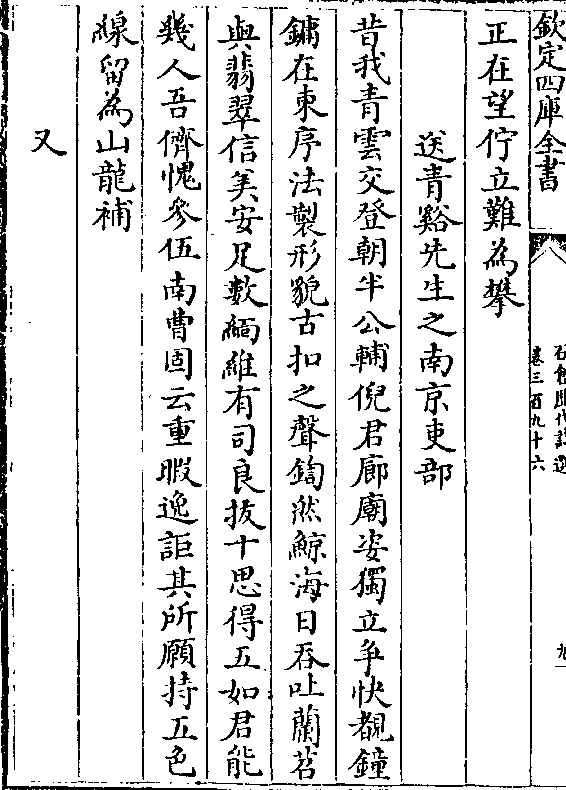 欽定四庫全書
石倉歷代詩選
卷三百九十六
九
正在望佇立難為攀
送青谿先生之南京吏部
昔我青雲交登朝半公輔倪君廊廟姿獨立爭快覩鐘
鏞在東序法製形貌古扣之聲鍧然鯨海日吞吐蘭苕
與翡翠信美安足數緬維有司良拔十思得五如君能
幾人吾儕愧參伍南曹固云重暇逸詎其所願持五色
線留為山龍補
又